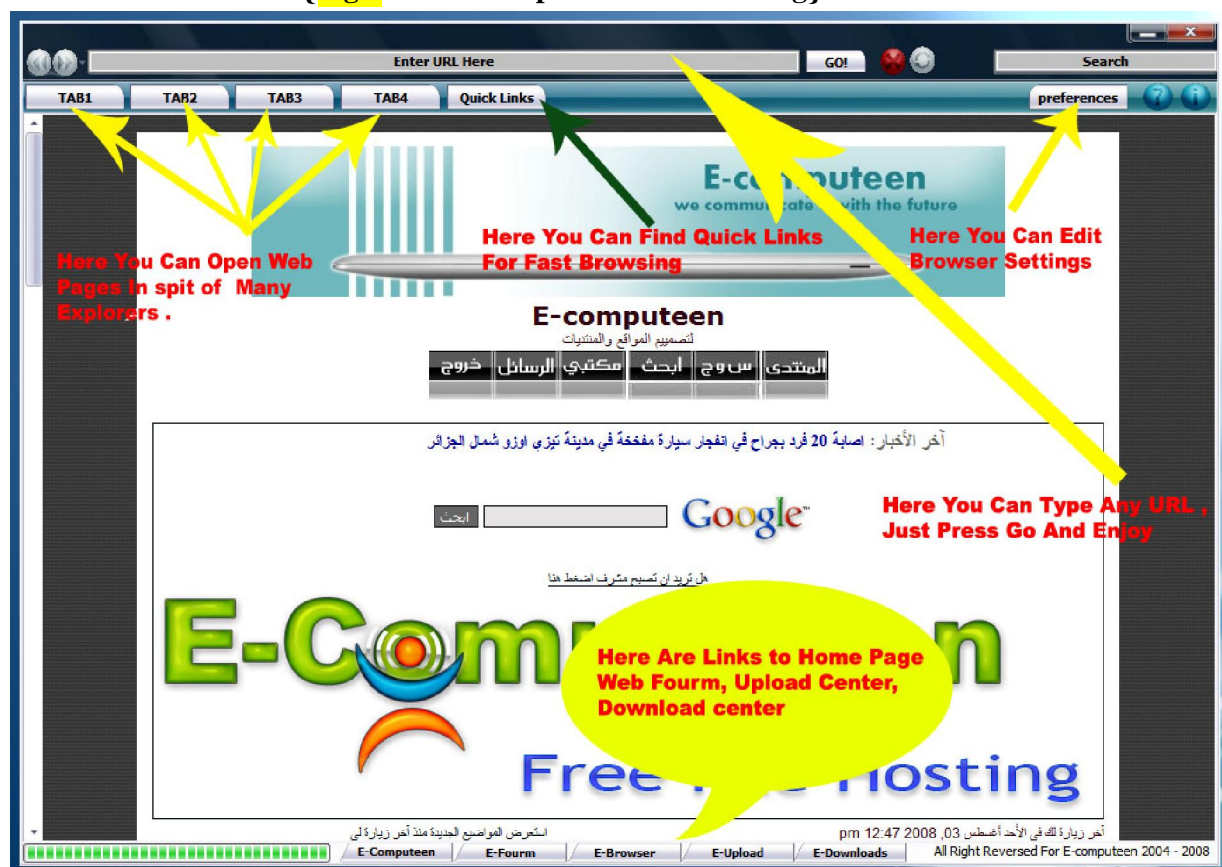 Enter URL Here
GO!
Search
TAB1
TAB2
TAB3
TAB4
Quick Links
preferences
E-computeen
we communicate with the future
Here You Can Open Web
Pages In spit of Many
Explorers .
Here You Can Find Quick Links
For Fast Browsing
Here You Can Edit
Browser Settings
E-computeen
لتصمييم المواقع والمنتديات
المنتدى
س و ج
ابحث
مكتبي
الرسائل
خروج
آخر الأخبار: اصابة 20 فرد بجراح في انفجار سيارة مفخخة في مدينة تيزي اوزو شمال الجزائر
ابحث
Google™
Here You Can Type Any URL ,
Just Press Go And Enjoy
هل تريد ان تصبح مشرف اضغط هنا
Here Are Links to Home Page
Web Fourm, Upload Center,
Download center
Free
osting
آخر زيارة لك في الأحد أغسطس 03, 2008 12:47 pm
استعرض المواضيع الجديدة منذ آخر زيارة لي
E-Computeen
E-Fourm
E-Browser
E-Upload
E-Downloads
All Right Reversed For E-computeen 2004 - 2008